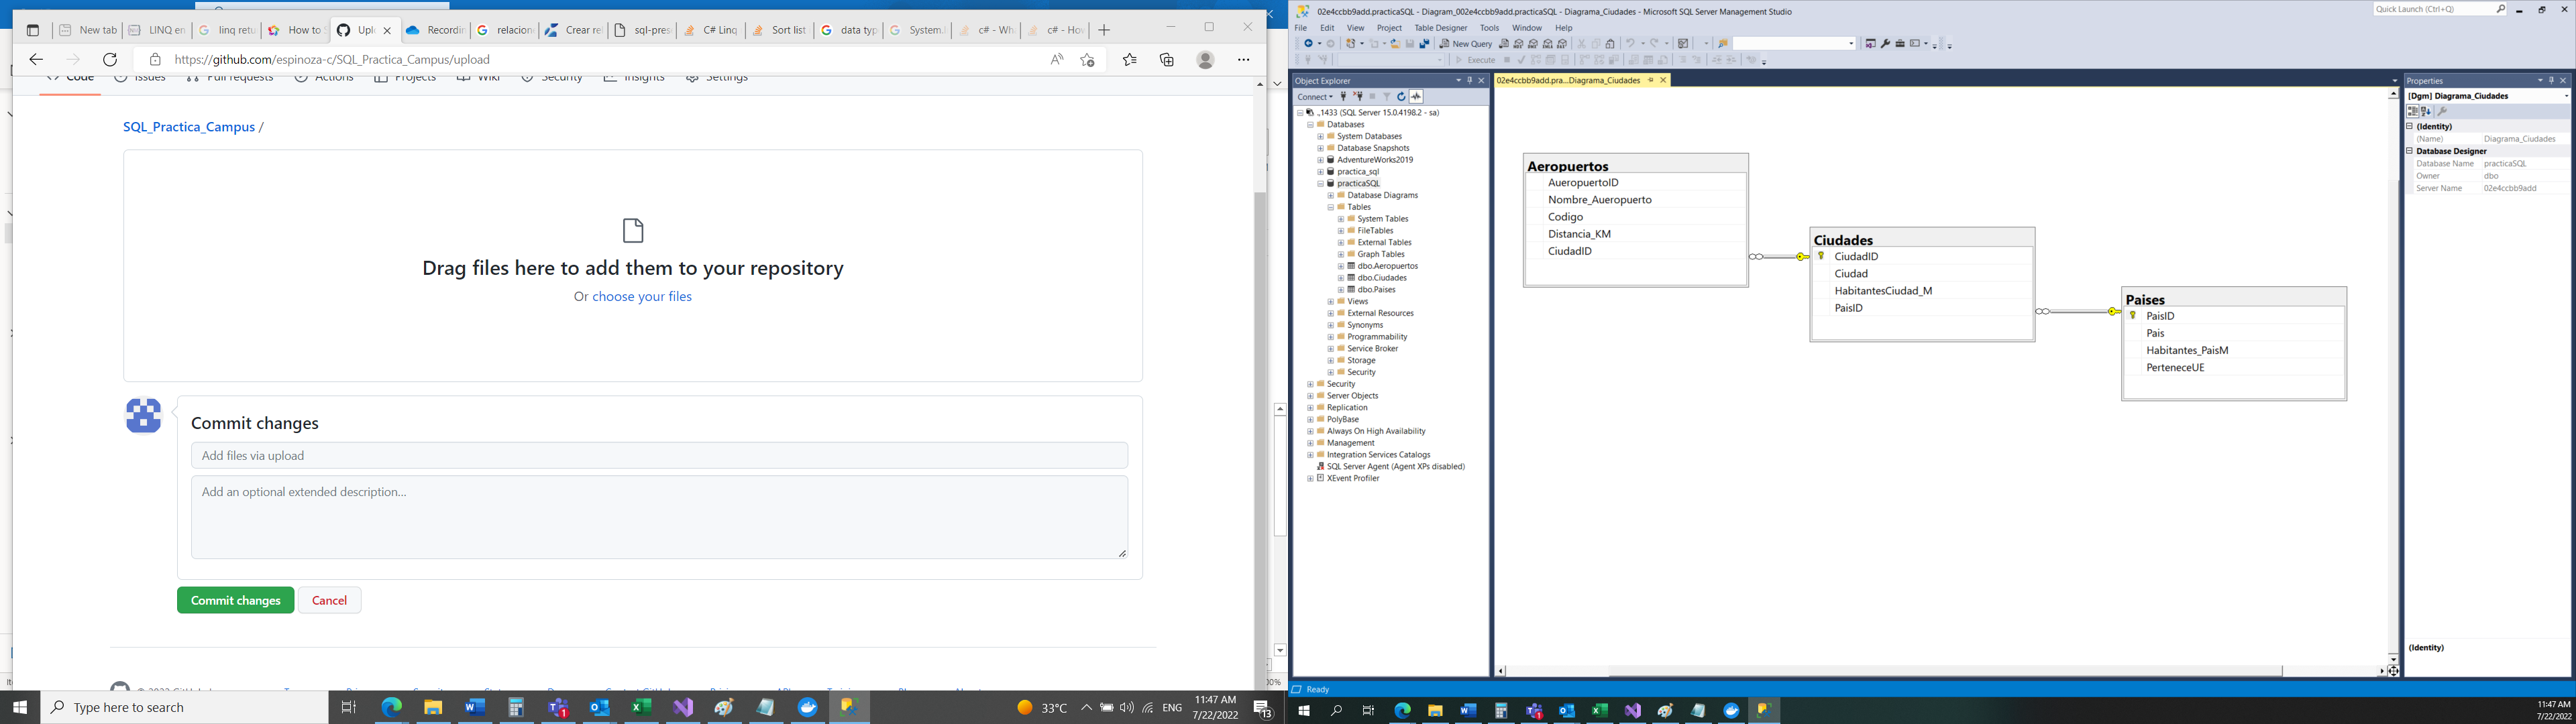 New tab
LINQ en
linq retu
How to S
Uplo
Recordin
relacione
Crear rel
sql-pres
C# Linq
Sort list
data typ
System.l
c# - Wha
c# - How
https://github.com/espinoza-c/SQL_Practica_Campus/upload
Code Issues Pull requests Actions Projects Wiki Security Insights Settings
SQL_Practica_Campus /
Drag files here to add them to your repository
Or choose your files
Commit changes
Add files via upload
Add an optional extended description...
Commit changes Cancel
Type here to search
33°C
ENG
11:47 AM
7/22/2022
13
02e4ccbb9add.practicaSQL - Diagram_002e4ccbb9add.practicaSQL - Diagrama_Ciudades - Microsoft SQL Server Management Studio
Quick Launch (Ctrl+Q)
File Edit View Project Table Designer Tools Window Help
New Query
Execute
Object Explorer
Connect
.,1433 (SQL Server 15.0.4198.2 - sa)
Databases
System Databases
Database Snapshots
AdventureWorks2019
practica_sql
practicaSQL
Database Diagrams
Tables
System Tables
FileTables
External Tables
Graph Tables
dbo.Aeropuertos
dbo.Ciudades
dbo.Paises
Views
External Resources
Synonyms
Programmability
Service Broker
Storage
Security
Security
Server Objects
Replication
PolyBase
Always On High Availability
Management
Integration Services Catalogs
SQL Server Agent (Agent XPs disabled)
XEvent Profiler
02e4ccbb9add.pra...Diagrama_Ciudades
Aeropuertos
AueropuertoID
Nombre_Aueropuerto
Codigo
Distancia_KM
CiudadID
Ciudades
CiudadID
Ciudad
HabitantesCiudad_M
PaisID
Paises
PaisID
Pais
Habitantes_PaisM
PerteneceUE
Properties
[Dgm] Diagrama_Ciudades
(Identity)
(Name) Diagrama_Ciudades
Database Designer
Database Name practicaSQL
Owner dbo
Server Name 02e4ccbb9add
(Identity)
Ready
11:47 AM
7/22/2022